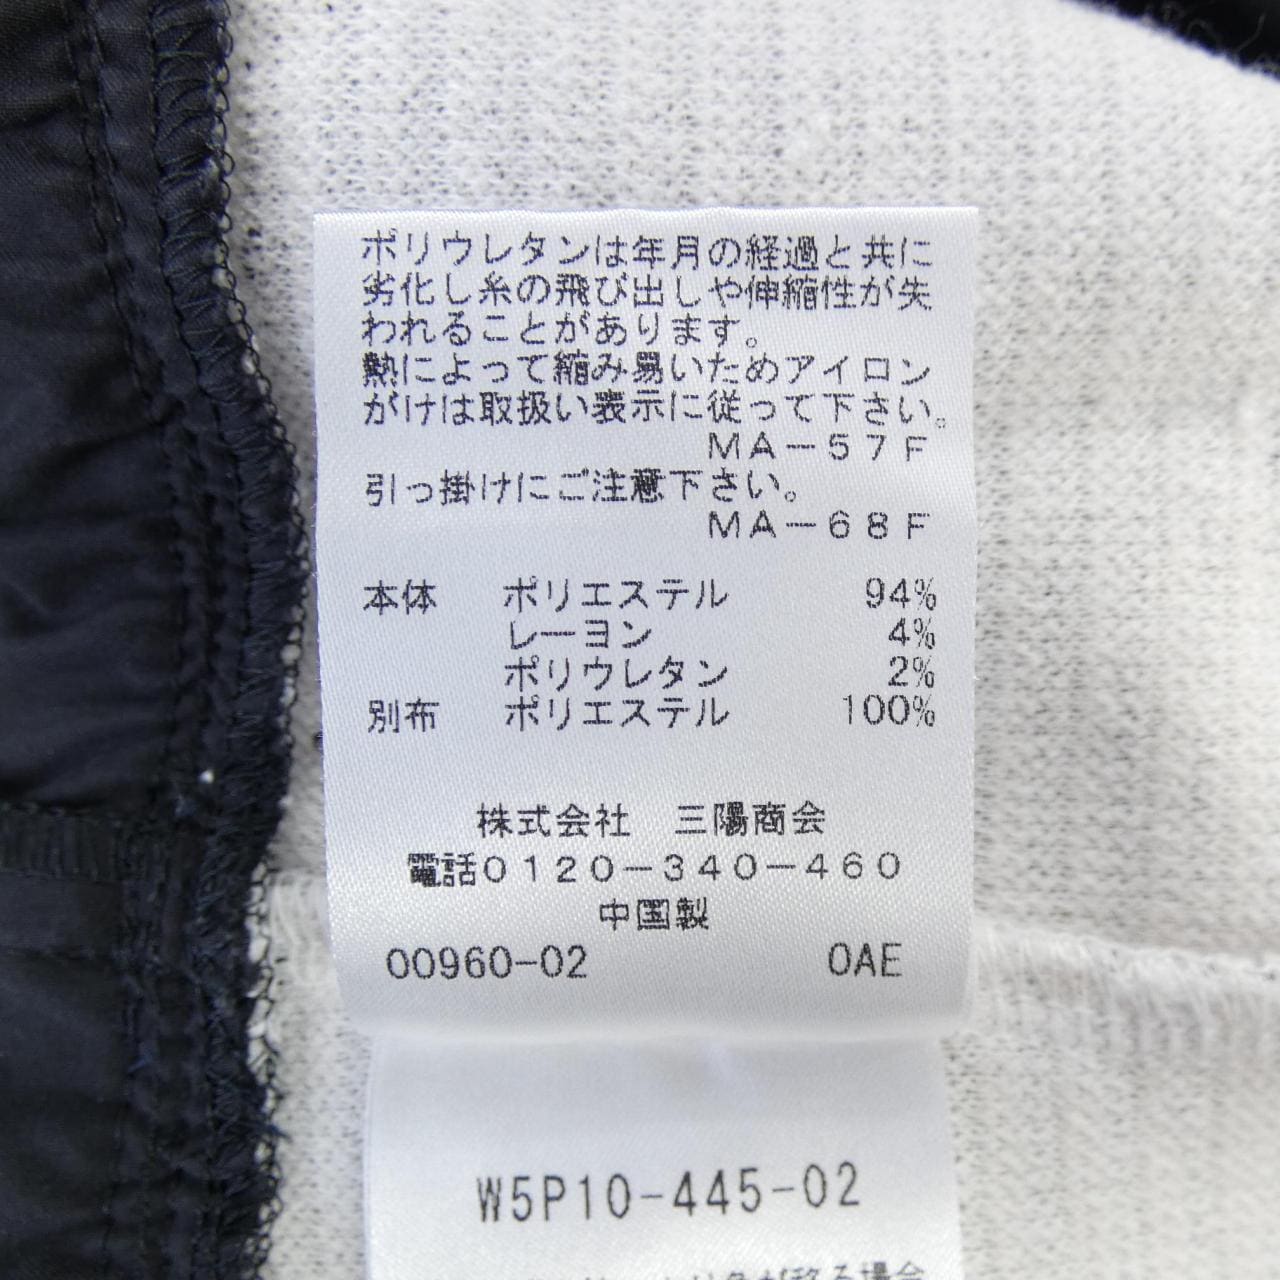 ポリウレタンは年月の経過と共に
劣化し糸の飛び出しや伸縮性が失
われることがあります。
熱によって縮み易いためアイロン
がけは取扱い表示に従って下さい。
MA－57F
引っ掛けにご注意下さい。
MA－68F
本体　ポリエステル　94%
レーヨン　4%
ポリウレタン　2%
別布　ポリエステル　100%
株式会社　三陽商会
電話0120－340－460
中国製
00960-02　0AE
W5P10-445-02
色が移る場合